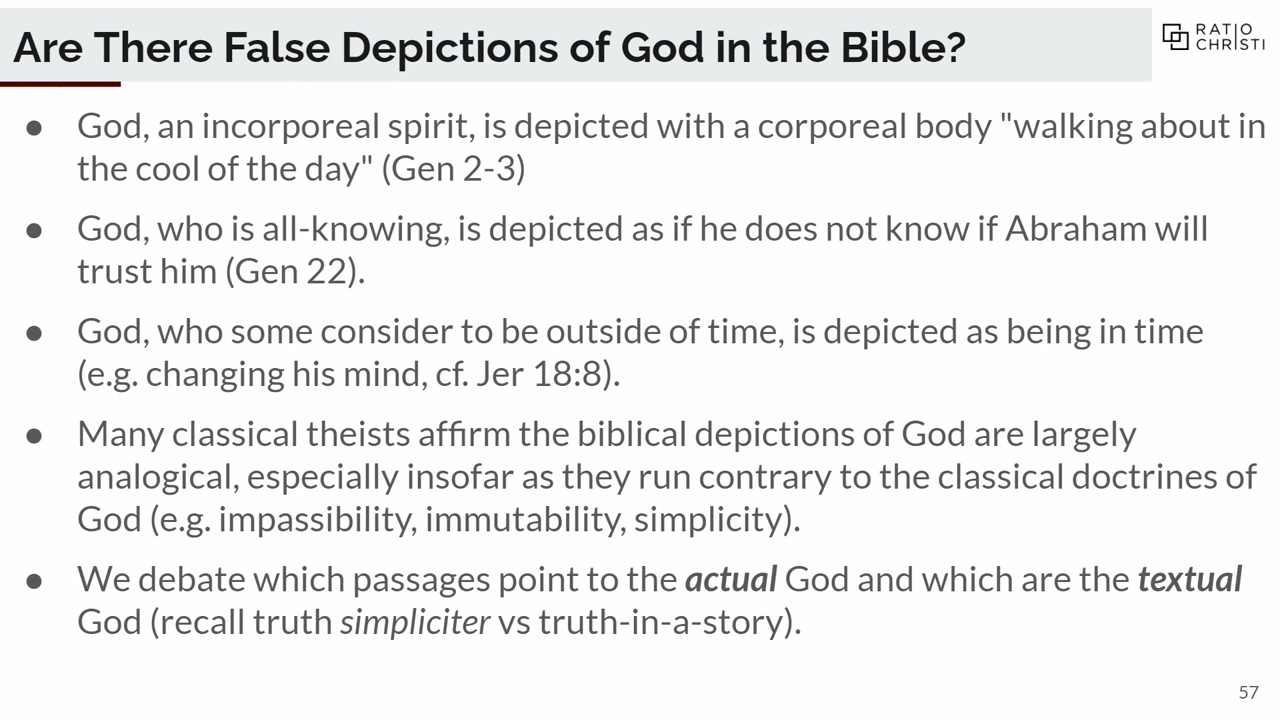 Are There False Depictions of God in the Bible?
RATIO
CHRISTI
● God, an incorporeal spirit, is depicted with a corporeal body "walking about in
the cool of the day" (Gen 2-3)
● God, who is all-knowing, is depicted as if he does not know if Abraham will
trust him (Gen 22).
● God, who some consider to be outside of time, is depicted as being in time
(e.g. changing his mind, cf. Jer 18:8).
● Many classical theists affirm the biblical depictions of God are largely
analogical, especially insofar as they run contrary to the classical doctrines of
God (e.g. impassibility, immutability, simplicity).
● We debate which passages point to the actual God and which are the textual
God (recall truth simpliciter vs truth-in-a-story).
57